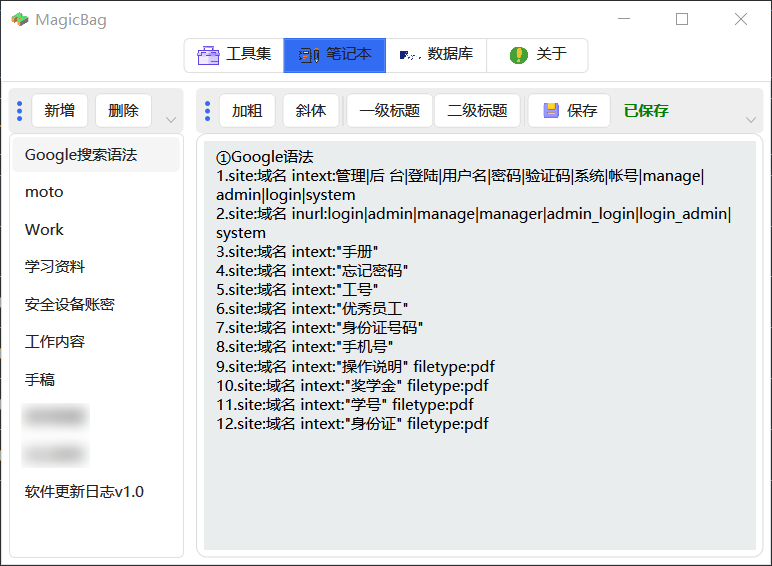 MagicBag
工具集 笔记本 数据库 关于
新增 删除 加粗 斜体 一级标题 二级标题 保存 已保存
Google搜索语法
moto
Work
学习资料
安全设备账密
工作内容
手稿
软件更新日志v1.0
①Google语法
1.site:域名 intext:管理|后 台|登陆|用户名|密码|验证码|系统|帐号|manage|
admin|login|system
2.site:域名 inurl:login|admin|manage|manager|admin_login|login_admin|
system
3.site:域名 intext:"手册"
4.site:域名 intext:"忘记密码"
5.site:域名 intext:"工号"
6.site:域名 intext:"优秀员工"
7.site:域名 intext:"身份证号码"
8.site:域名 intext:"手机号"
9.site:域名 intext:"操作说明" filetype:pdf
10.site:域名 intext:"奖学金" filetype:pdf
11.site:域名 intext:"学号" filetype:pdf
12.site:域名 intext:"身份证" filetype:pdf